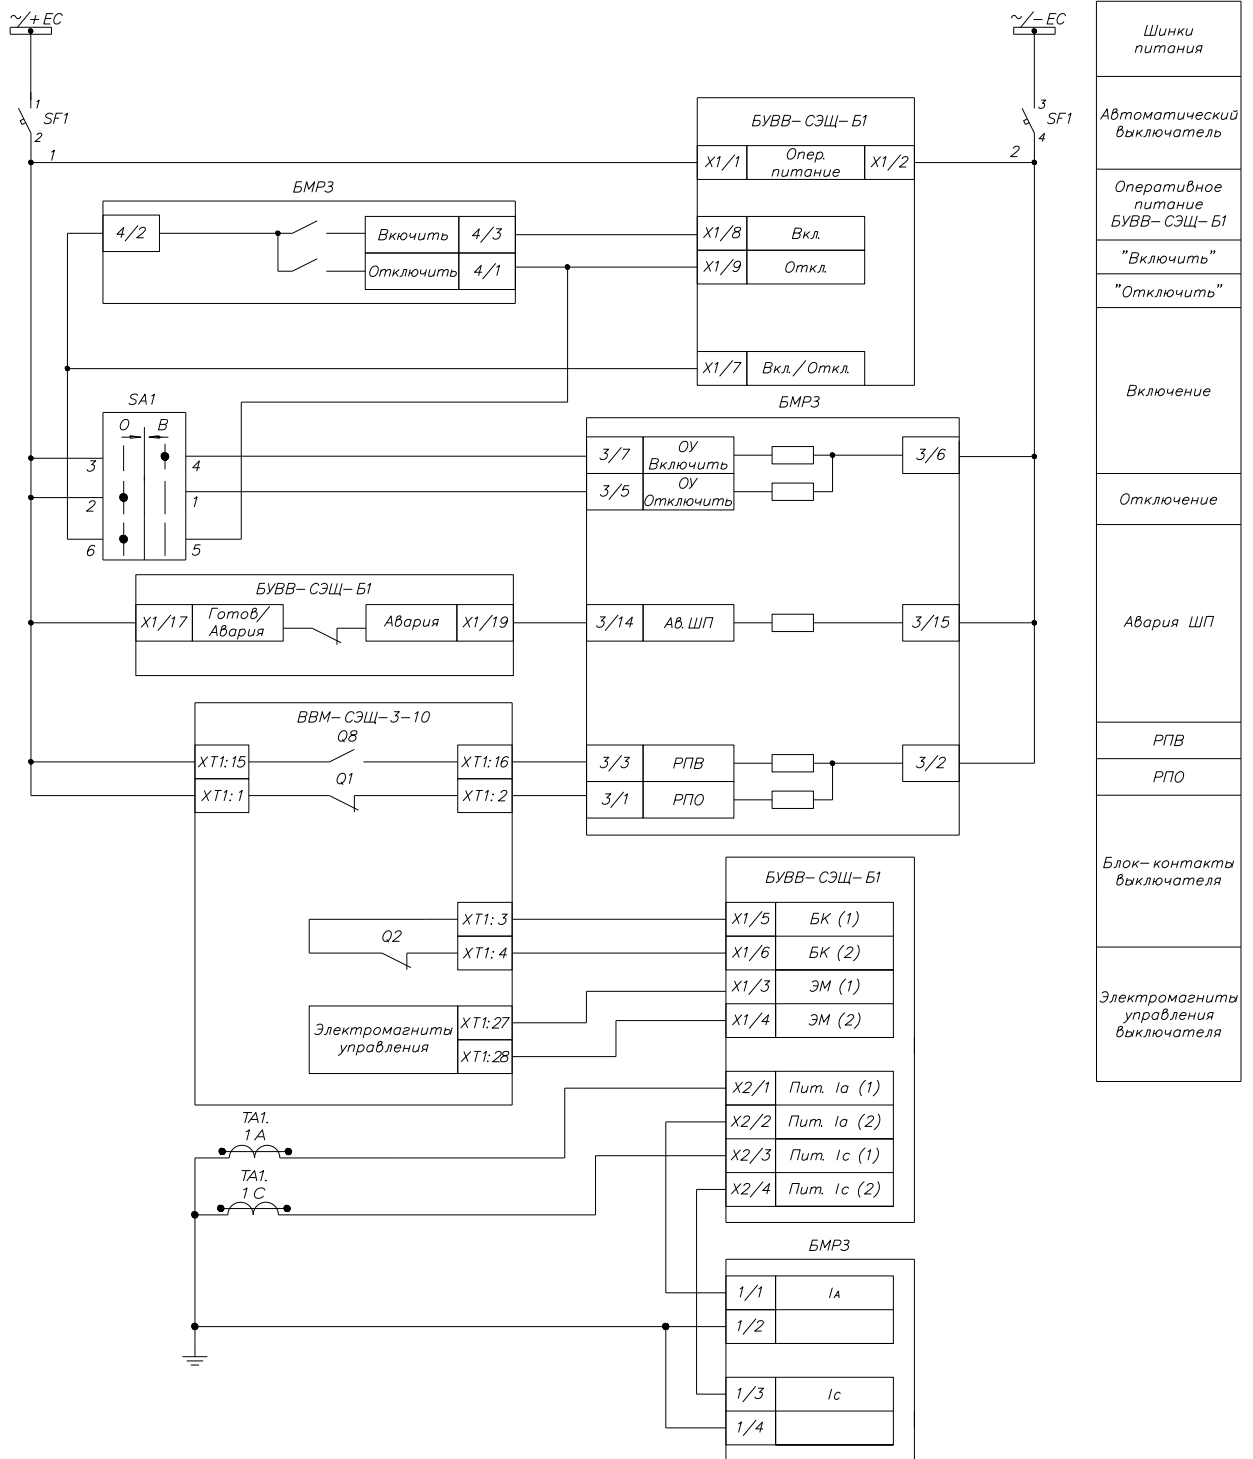 ~/+EC
~/-EC
Шинки
питания
1
SF1
2
3
SF1
4
Автоматический
выключатель
1
2
БУВВ-СЭЩ-Б1
X1/1
Опер.
питание
X1/2
Оперативное
питание
БУВВ-СЭЩ-Б1
БМРЗ
4/2
Вкючить
4/3
Отключить
4/1
X1/8
Вкл.
X1/9
Откл.
"Включить"
"Отключить"
X1/7
Вкл./Откл.
Включение
SA1
О
В
3
4
2
1
6
5
БМРЗ
3/7
ОУ
Включить
3/6
3/5
ОУ
Отключить
Отключение
БУВВ-СЭЩ-Б1
X1/17
Готов/
Авария
Авария
X1/19
3/14
Ав. ШП
3/15
Авария ШП
ВВМ-СЭЩ-3-10
Q8
XT1:15
XT1:16
Q1
XT1:1
XT1:2
3/3
РПВ
3/2
3/1
РПО
РПВ
РПО
XT1:3
Q2
XT1:4
Электромагниты
управления
XT1:27
XT1:28
БУВВ-СЭЩ-Б1
X1/5
БК (1)
X1/6
БК (2)
X1/3
ЭМ (1)
X1/4
ЭМ (2)
X2/1
Пит. Ia (1)
X2/2
Пит. Ia (2)
X2/3
Пит. Ic (1)
X2/4
Пит. Ic (2)
Блок-контакты
выключателя
Электромагниты
управления
выключателя
TA1.
1 A
TA1.
1 C
БМРЗ
1/1
IA
1/2
1/3
Ic
1/4